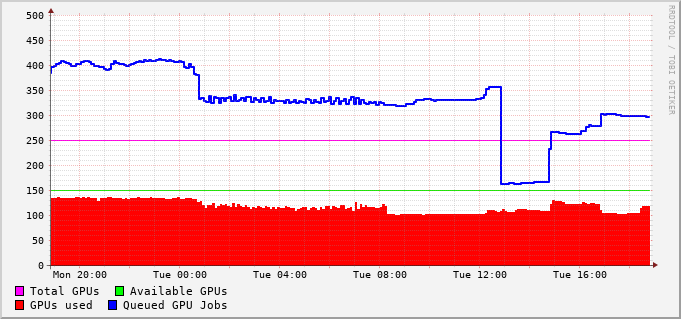 RRDTOOL / TOBI OETIKER
500
450
400
350
300
250
200
150
100
50
0
Mon 20:00 Tue 00:00 Tue 04:00 Tue 08:00 Tue 12:00 Tue 16:00
Total GPUs Available GPUs
GPUs used Queued GPU Jobs